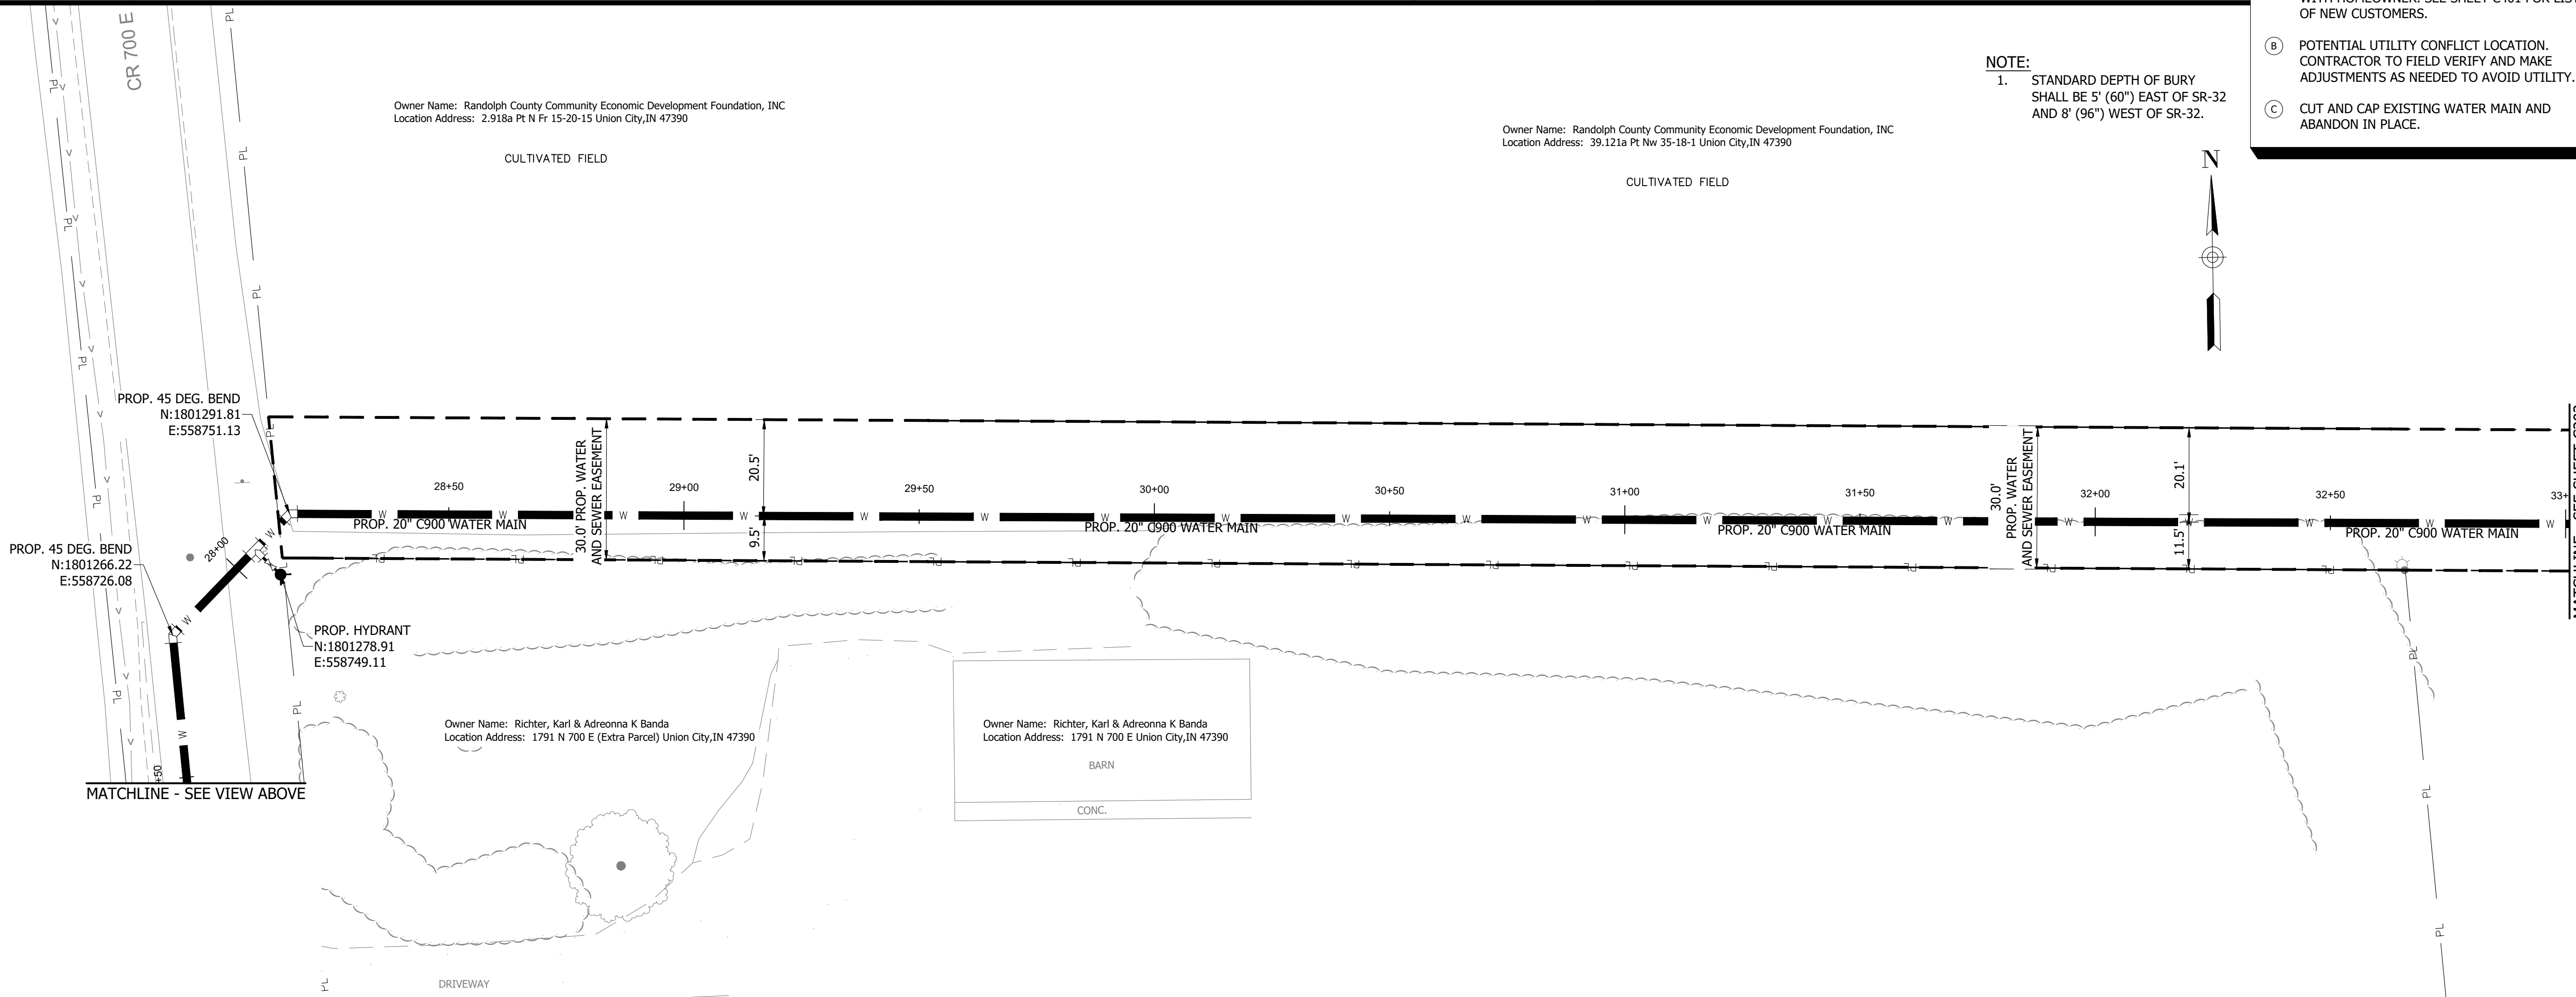 OF NEW CUSTOMERS.
B POTENTIAL UTILITY CONFLICT LOCATION.
CONTRACTOR TO FIELD VERIFY AND MAKE
ADJUSTMENTS AS NEEDED TO AVOID UTILITY.
C CUT AND CAP EXISTING WATER MAIN AND
ABANDON IN PLACE.
NOTE:
1. STANDARD DEPTH OF BURY
SHALL BE 5' (60") EAST OF SR-32
AND 8' (96") WEST OF SR-32.
N
CR 700 E
Owner Name: Randolph County Community Economic Development Foundation, INC
Location Address: 2.918a Pt N Fr 15-20-15 Union City,IN 47390
CULTIVATED FIELD
Owner Name: Randolph County Community Economic Development Foundation, INC
Location Address: 39.121a Pt Nw 35-18-1 Union City,IN 47390
CULTIVATED FIELD
PROP. 45 DEG. BEND
N:1801291.81
E:558751.13
PROP. 45 DEG. BEND
N:1801266.22
E:558726.08
PROP. HYDRANT
N:1801278.91
E:558749.11
28+00
28+50
29+00
29+50
30+00
30+50
31+00
31+50
32+00
32+50
33+
+50
30.0' PROP. WATER
AND SEWER EASEMENT
20.5'
9.5'
30.0'
PROP. WATER
AND SEWER EASEMENT
20.1'
11.5'
PROP. 20" C900 WATER MAIN
PROP. 20" C900 WATER MAIN
PROP. 20" C900 WATER MAIN
PROP. 20" C900 WATER MAIN
Owner Name: Richter, Karl & Adreonna K Banda
Location Address: 1791 N 700 E (Extra Parcel) Union City,IN 47390
Owner Name: Richter, Karl & Adreonna K Banda
Location Address: 1791 N 700 E Union City,IN 47390
BARN
CONC.
DRIVEWAY
MATCHLINE - SEE VIEW ABOVE